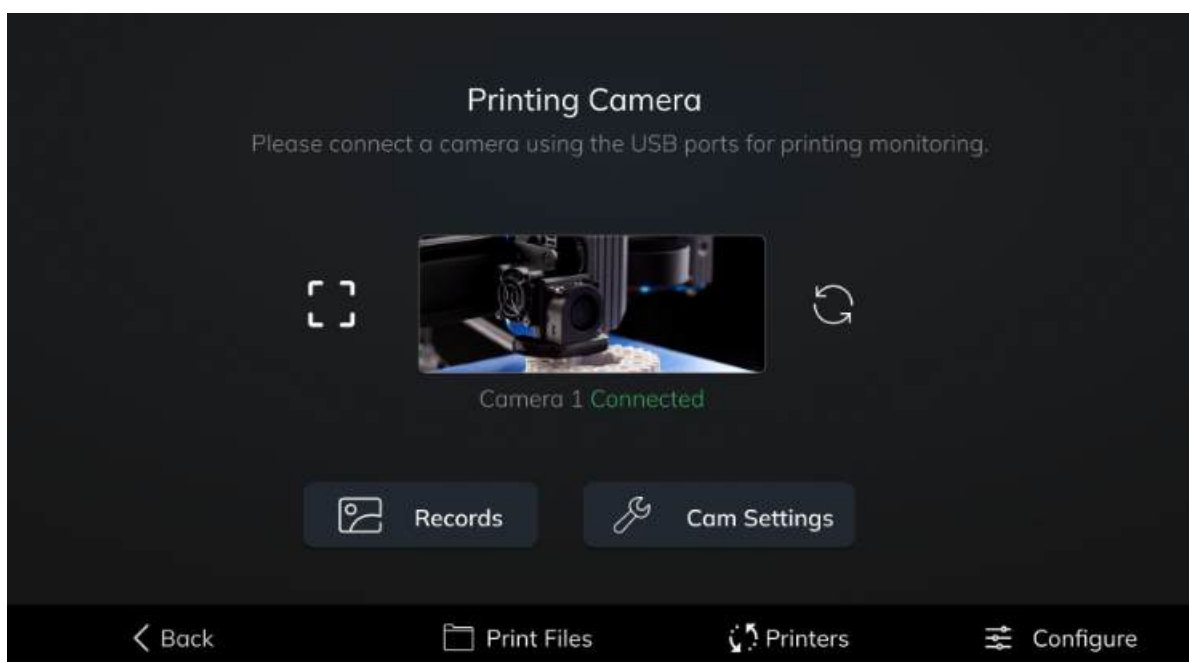 Printing Camera
Please connect a camera using the USB ports for printing monitoring.
Camera 1 Connected
Records
Cam Settings
Back
Print Files
Printers
Configure